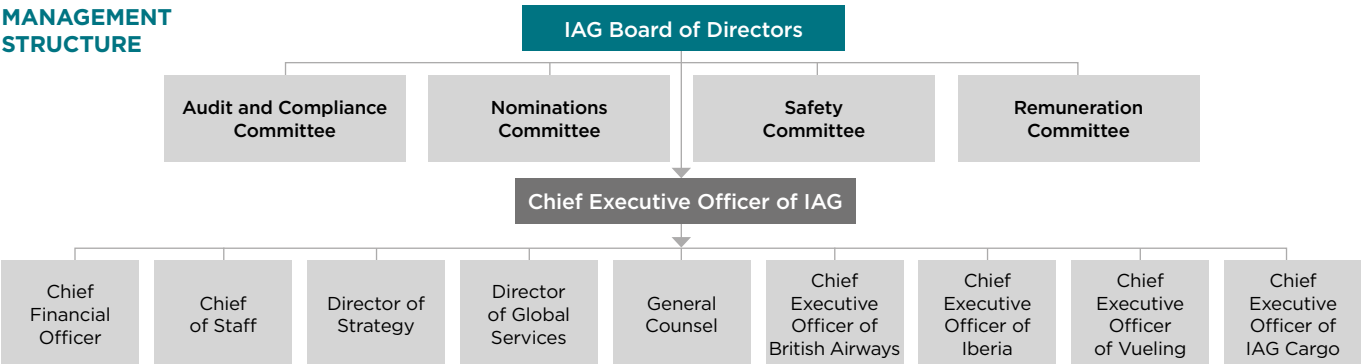 MANAGEMENT
STRUCTURE
IAG Board of Directors
Audit and Compliance
Committee
Nominations
Committee
Safety
Committee
Remuneration
Committee
Chief Executive Officer of IAG
Chief
Financial
Officer
Chief
of Staff
Director of
Strategy
Director
of Global
Services
General
Counsel
Chief
Executive
Officer of
British Airways
Chief
Executive
Officer of
Iberia
Chief
Executive
Officer
of Vueling
Chief
Executive
Officer of
IAG Cargo